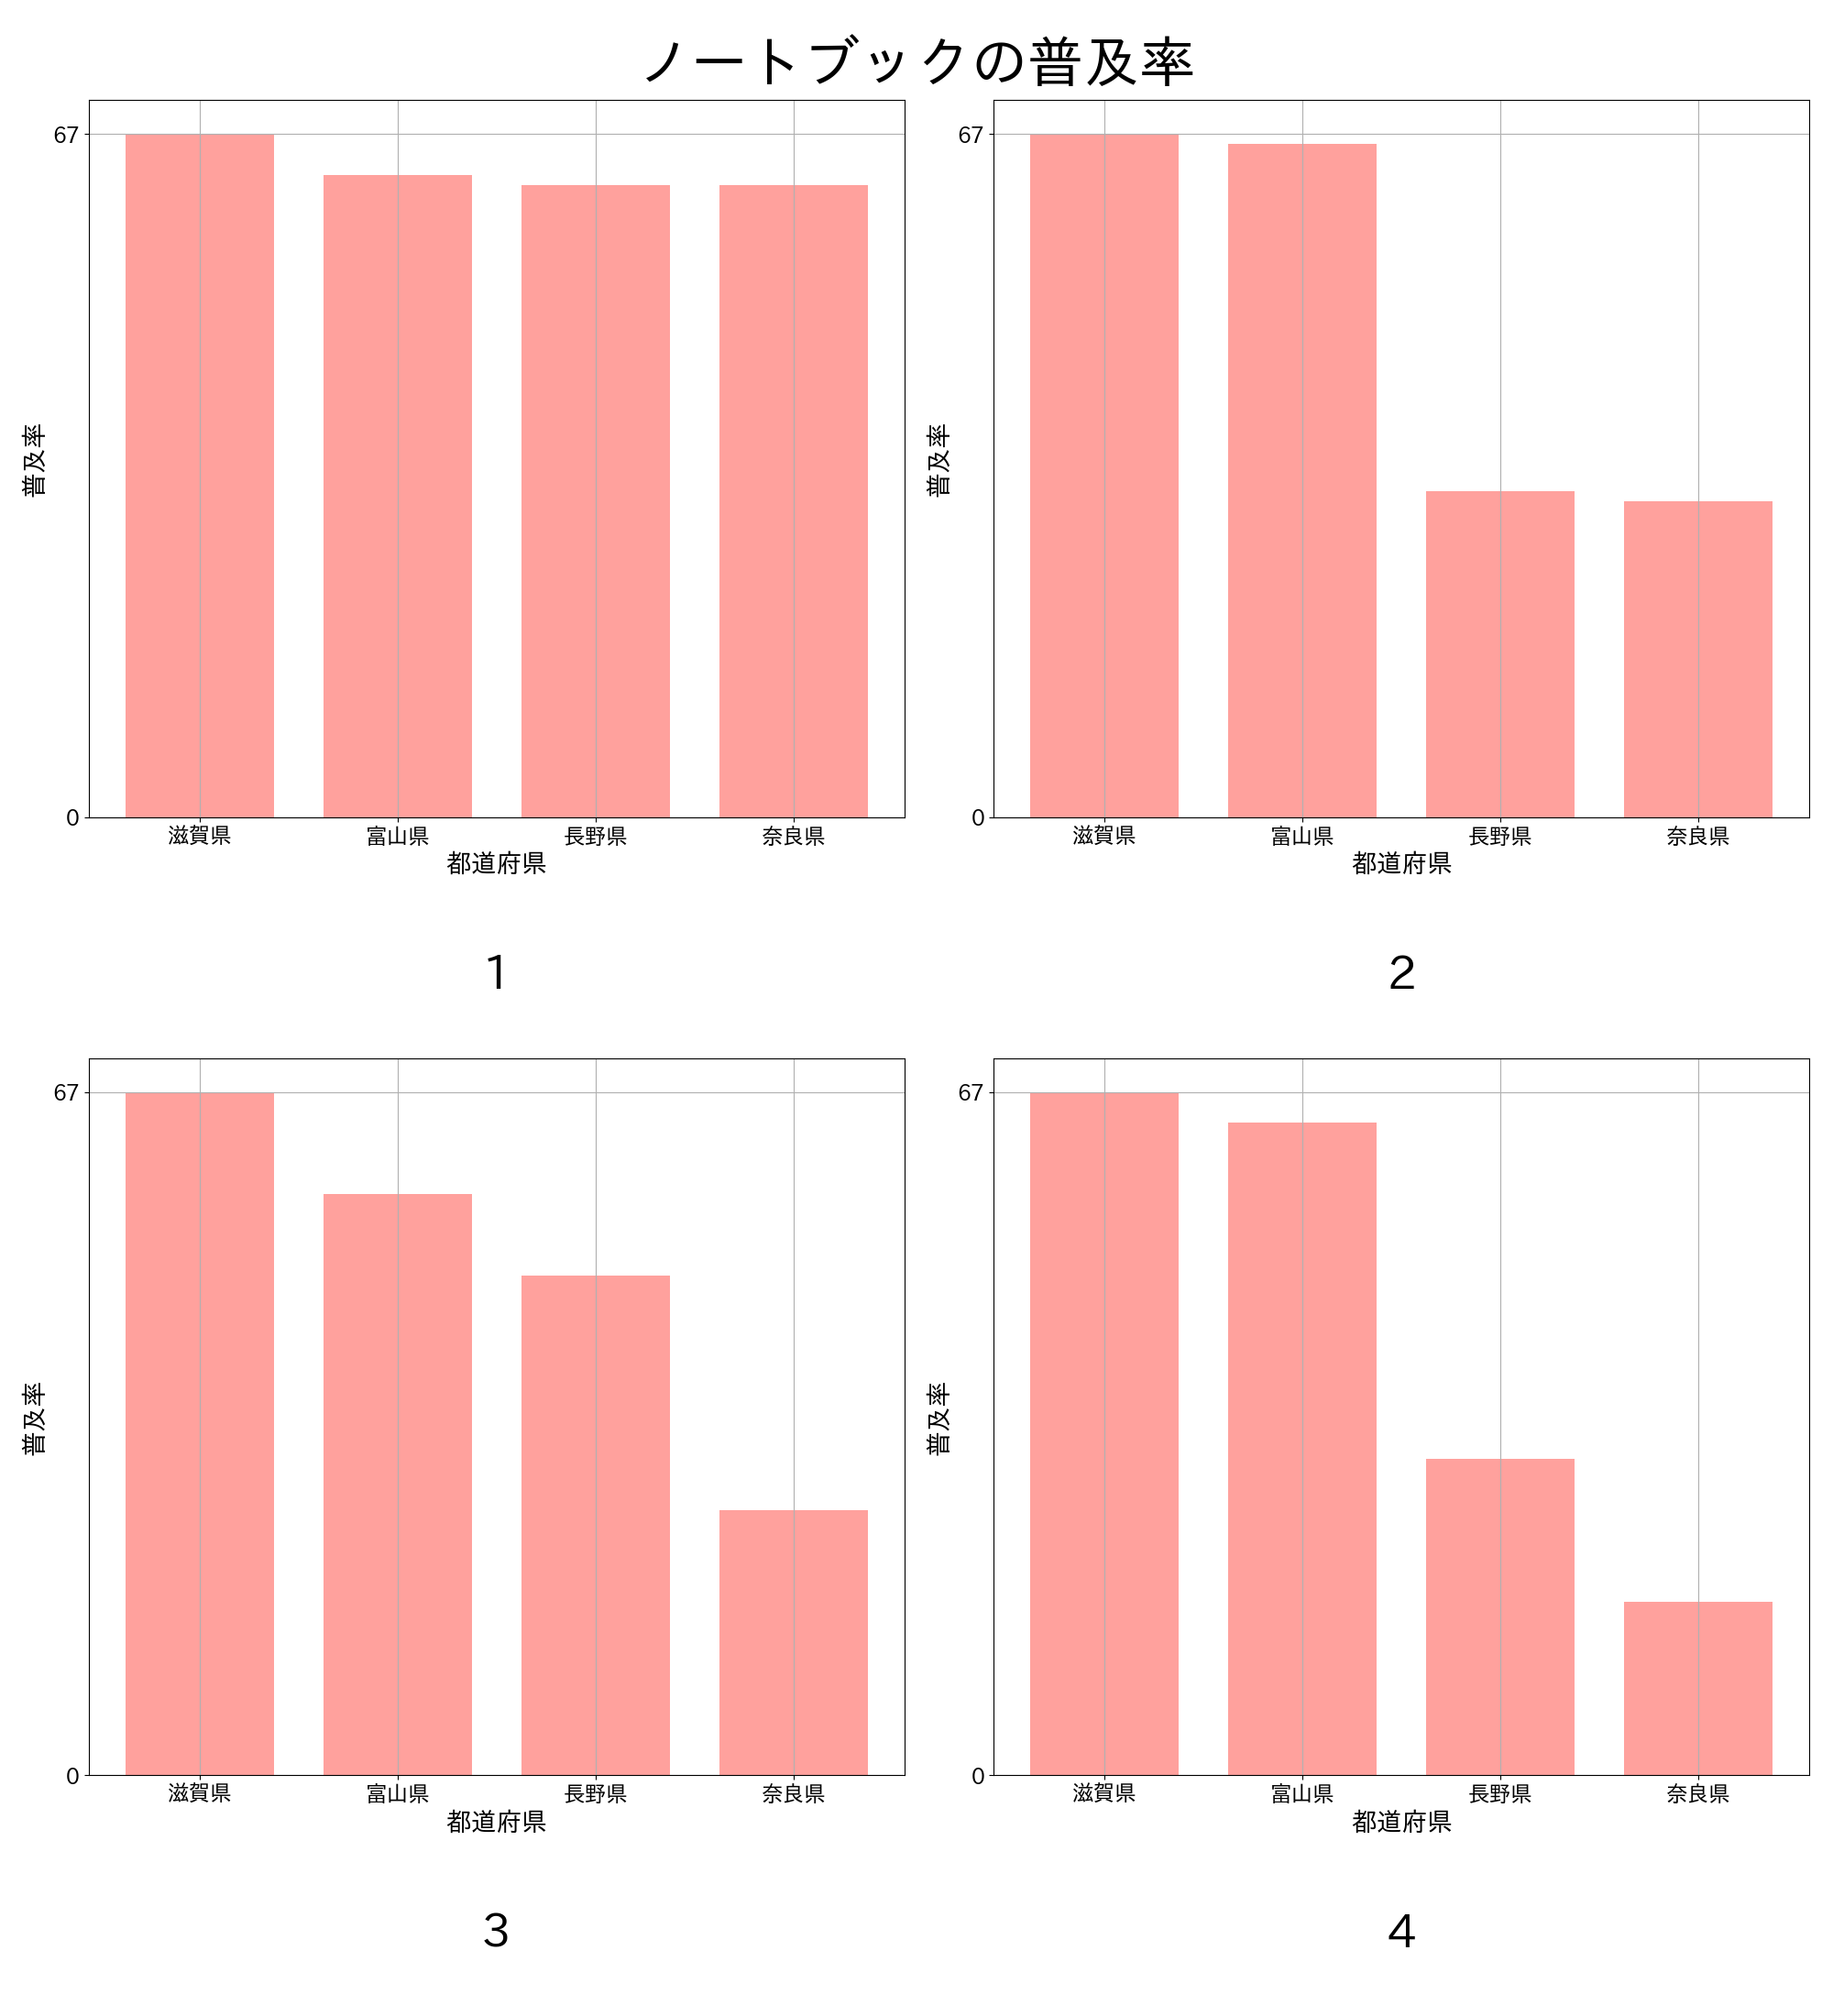 ノートブックの普及率
67
0
普及率
滋賀県 富山県 長野県 奈良県
都道府県
1
67
0
普及率
滋賀県 富山県 長野県 奈良県
都道府県
2
67
0
普及率
滋賀県 富山県 長野県 奈良県
都道府県
3
67
0
普及率
滋賀県 富山県 長野県 奈良県
都道府県
4